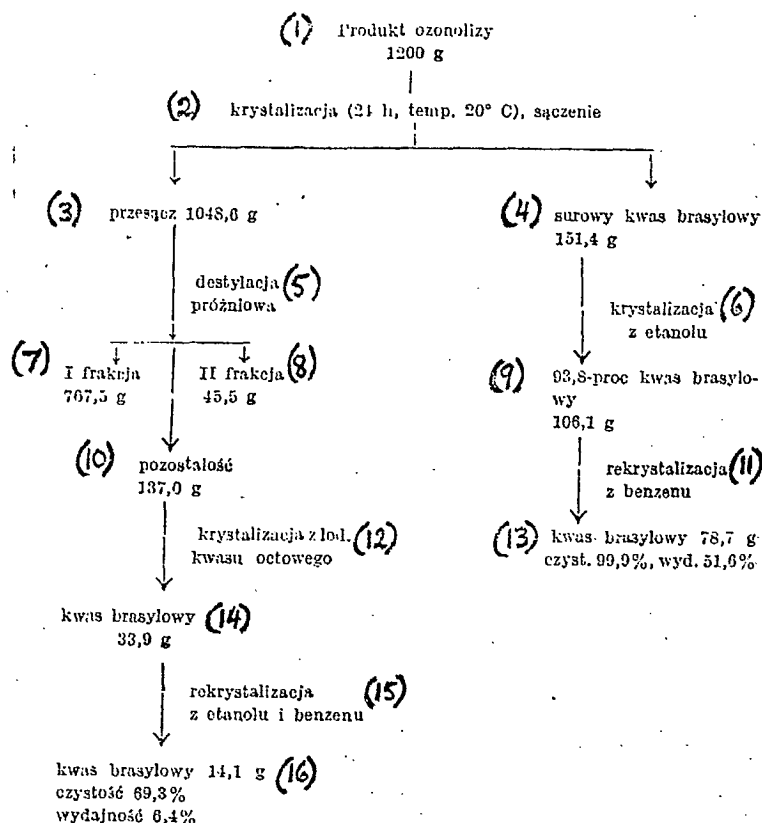 (1) Produkt ozonolizy
1200 g
(2) krystalizacja (24 h, temp. 20° C), sączenie
(3) przesącz 1048,6 g
(4) surowy kwas brasylowy
151,4 g
destylacja (5)
próżniowa
krystalizacja (6)
z etanolu
(7) I frakcja
767,5 g
II frakcja (8)
45,5 g
(9) 93,8-proc kwas brasylo-
wy
106,1 g
(10) pozostałość
137,0 g
rekrystalizacja (11)
z benzenu
krystalizacja z lod. (12)
kwasu octowego
(13) kwas brasylowy 78,7 g
czyst. 99,9%, wyd. 51,6%
kwas brasylowy (14)
33,9 g
rekrystalizacja (15)
z etanolu i benzenu
kwas brasylowy 14,1 g (16)
czystość 69,3%
wydajność 6,4%